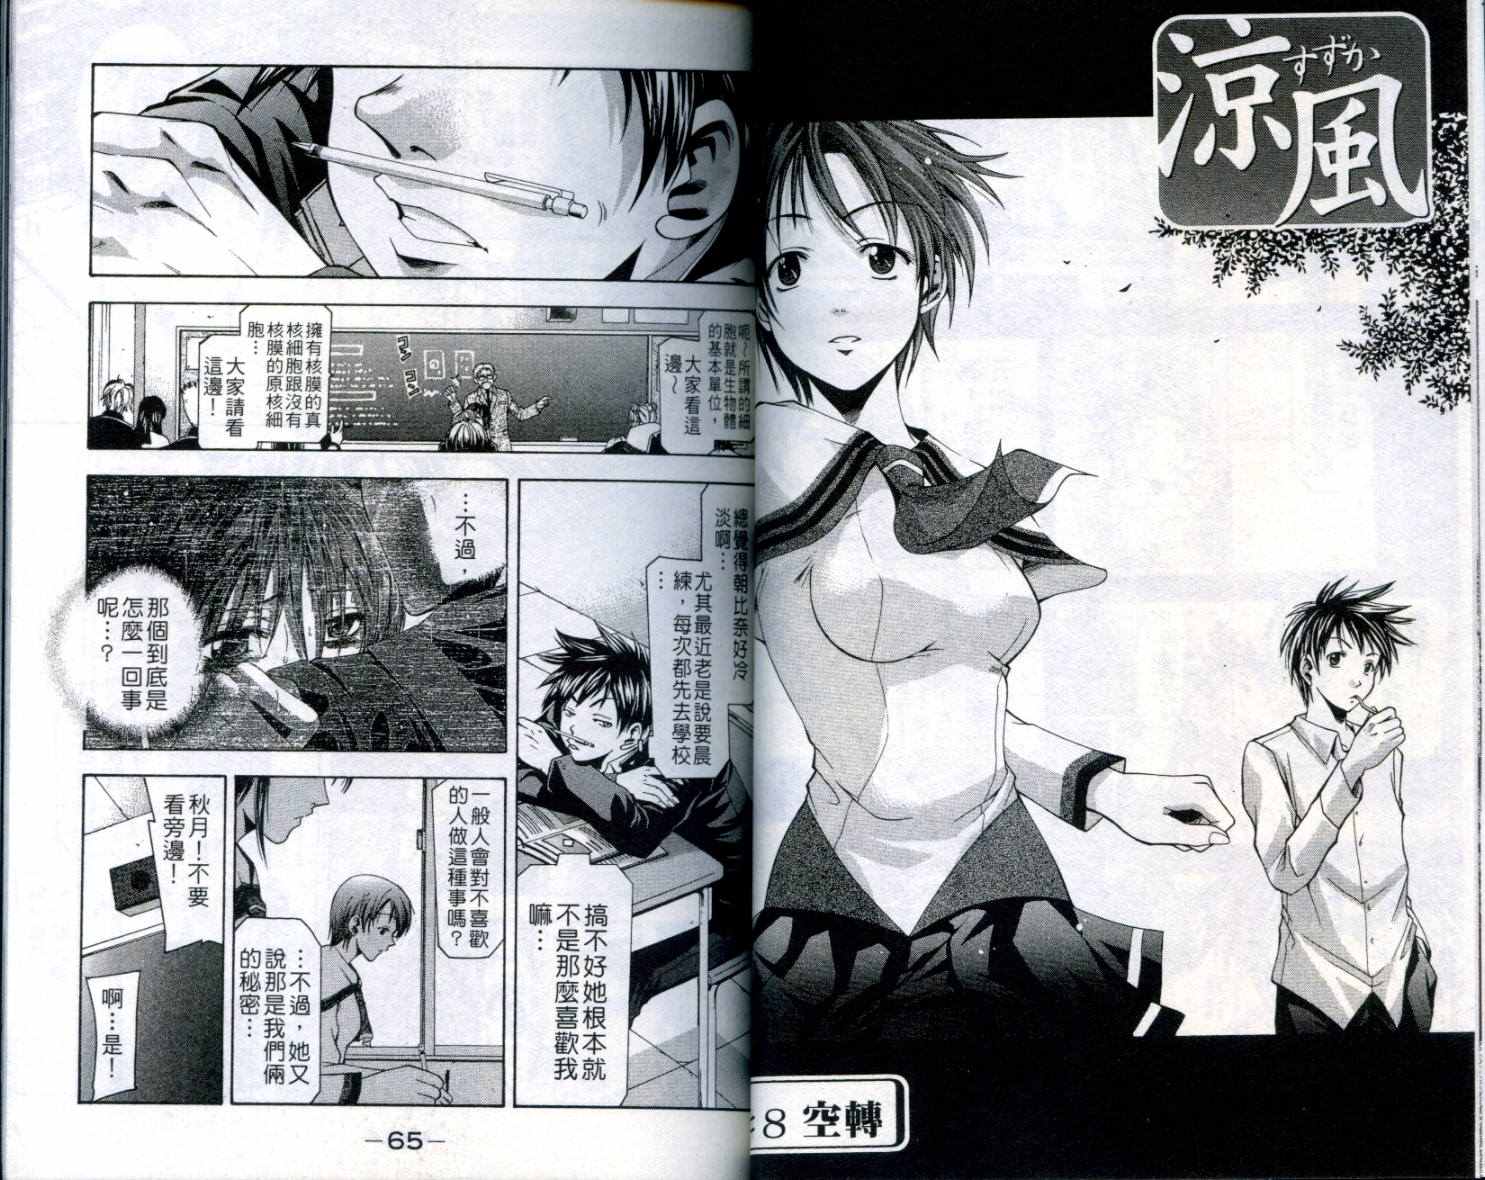 涼風
すずか
8 空轉
呃～所謂的細
胞就是生物體
的基本單位，
大家看這
邊～
擁有核膜的真
核細胞跟沒有
核膜的原核細
胞…
大家請看
這邊！
總覺得朝比奈好冷
淡啊…
尤其最近老是說要晨
練，每次都先去學校
…
搞不好她根本就
不是那麼喜歡我
嘛…
…不過，
那個到底是
怎麼一回事
呢…？
一般人會對不喜歡
的人做這種事嗎？
…不過，她又
說那是我們倆
的秘密…
秋月！不要
看旁邊！
啊…是！
－65－